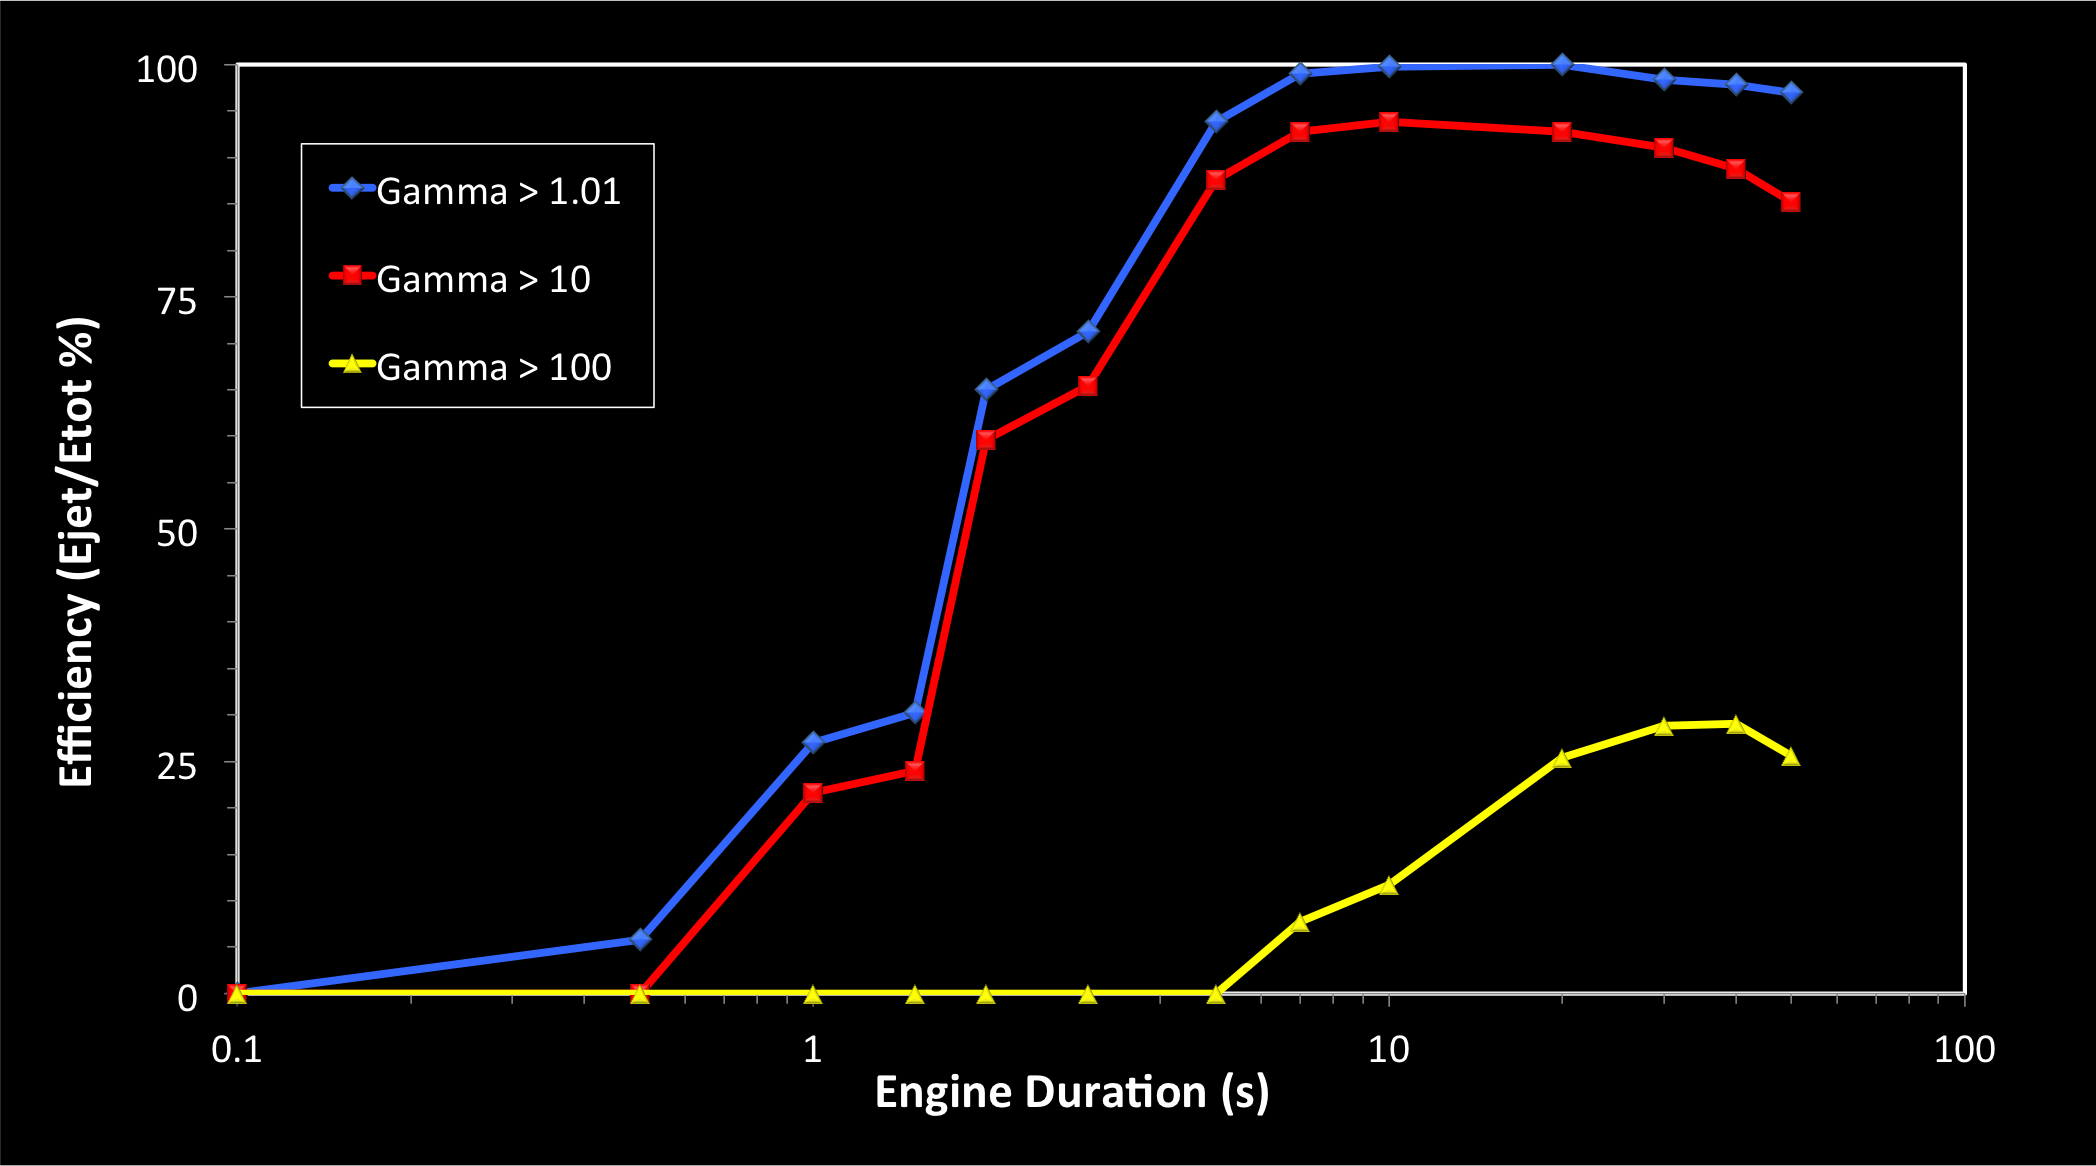 100
75
50
25
0
Efficiency (Ejet/Etot %)
Gamma > 1.01
Gamma > 10
Gamma > 100
0.1
1
10
100
Engine Duration (s)